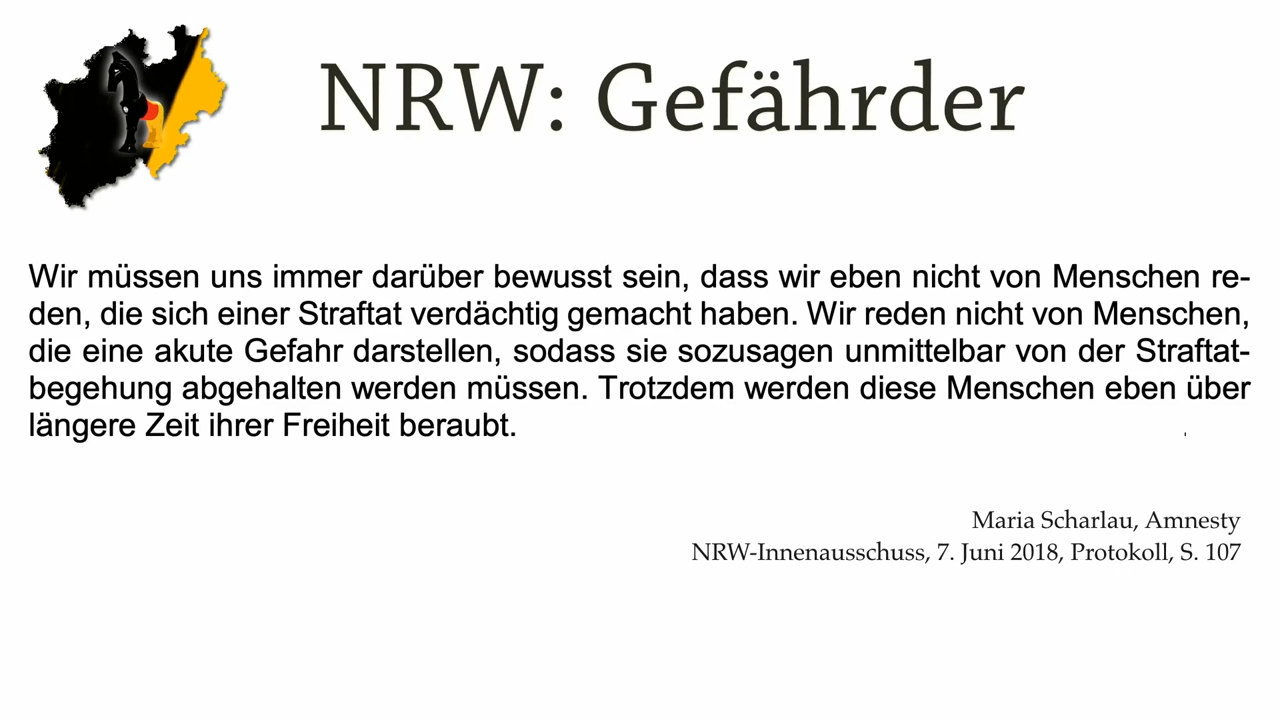 NRW: Gefährder
Wir müssen uns immer darüber bewusst sein, dass wir eben nicht von Menschen re-
den, die sich einer Straftat verdächtig gemacht haben. Wir reden nicht von Menschen,
die eine akute Gefahr darstellen, sodass sie sozusagen unmittelbar von der Straftat-
begehung abgehalten werden müssen. Trotzdem werden diese Menschen eben über
längere Zeit ihrer Freiheit beraubt.
Maria Scharlau, Amnesty
NRW-Innenausschuss, 7. Juni 2018, Protokoll, S. 107